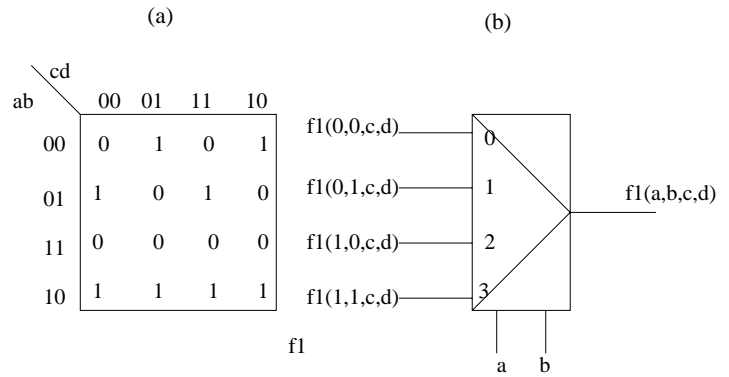 (a)
(b)
cd
ab
00 01 11 10
00 0 1 0 1
01 1 0 1 0
11 0 0 0 0
10 1 1 1 1
f1
f1(0,0,c,d) 0
f1(0,1,c,d) 1
f1(1,0,c,d) 2
f1(1,1,c,d) 3
f1(a,b,c,d)
a b